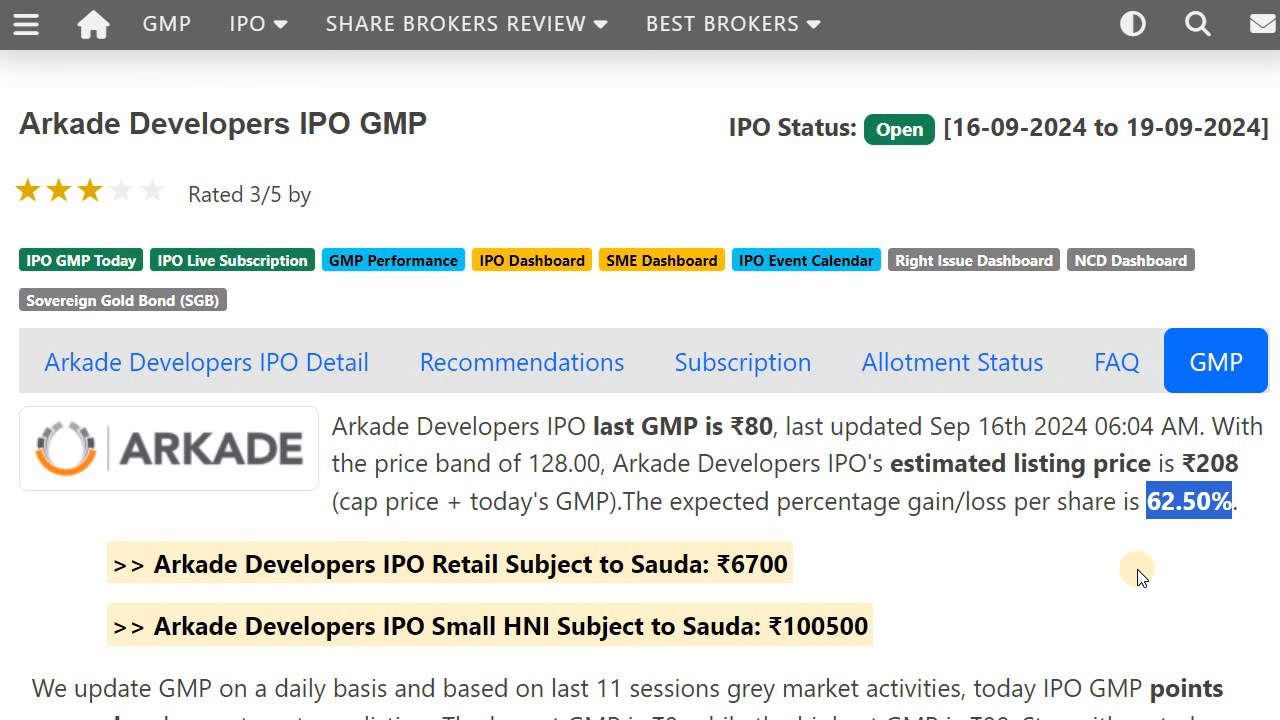 GMP IPO SHARE BROKERS REVIEW BEST BROKERS
Arkade Developers IPO GMP
IPO Status: Open [16-09-2024 to 19-09-2024]
Rated 3/5 by
IPO GMP Today IPO Live Subscription GMP Performance IPO Dashboard SME Dashboard IPO Event Calendar Right Issue Dashboard NCD Dashboard
Sovereign Gold Bond (SGB)
Arkade Developers IPO Detail Recommendations Subscription Allotment Status FAQ GMP
ARKADE
Arkade Developers IPO last GMP is ₹80, last updated Sep 16th 2024 06:04 AM. With
the price band of 128.00, Arkade Developers IPO's estimated listing price is ₹208
(cap price + today's GMP).The expected percentage gain/loss per share is 62.50%.
>> Arkade Developers IPO Retail Subject to Sauda: ₹6700
>> Arkade Developers IPO Small HNI Subject to Sauda: ₹100500
We update GMP on a daily basis and based on last 11 sessions grey market activities, today IPO GMP points